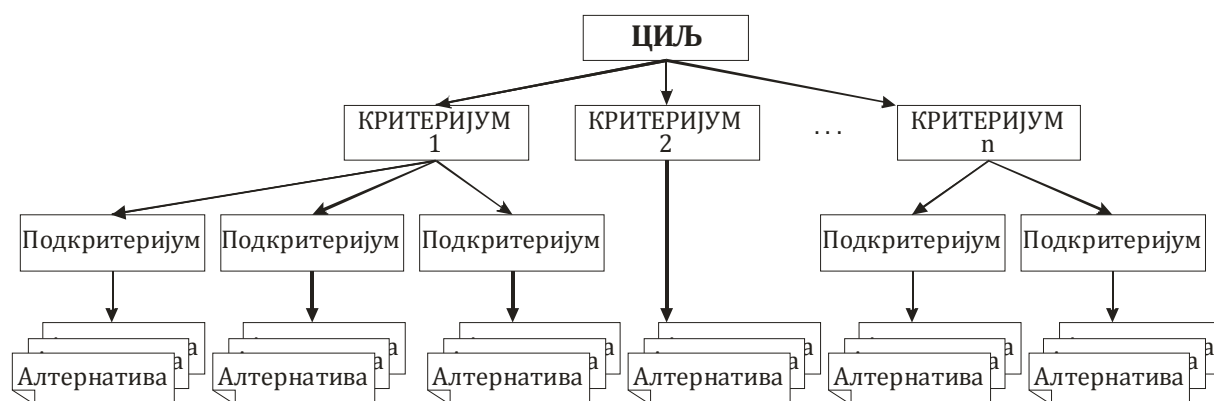 ЦИЉ
КРИТЕРИЈУМ
1
КРИТЕРИЈУМ
2
. . .
КРИТЕРИЈУМ
n
Подкритеријум
Подкритеријум
Подкритеријум
Подкритеријум
Подкритеријум
Алтернатива
Алтернатива
Алтернатива
Алтернатива
Алтернатива
Алтернатива